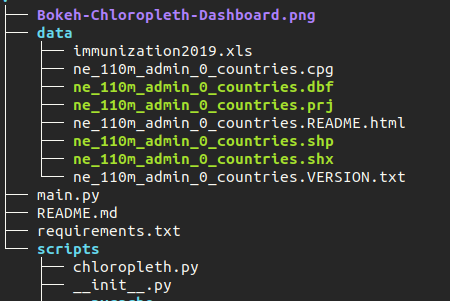 Bokeh-Chloropleth-Dashboard.png
data
immunization2019.xls
ne_110m_admin_0_countries.cpg
ne_110m_admin_0_countries.dbf
ne_110m_admin_0_countries.prj
ne_110m_admin_0_countries.README.html
ne_110m_admin_0_countries.shp
ne_110m_admin_0_countries.shx
ne_110m_admin_0_countries.VERSION.txt
main.py
README.md
requirements.txt
scripts
chloropleth.py
__init__.py